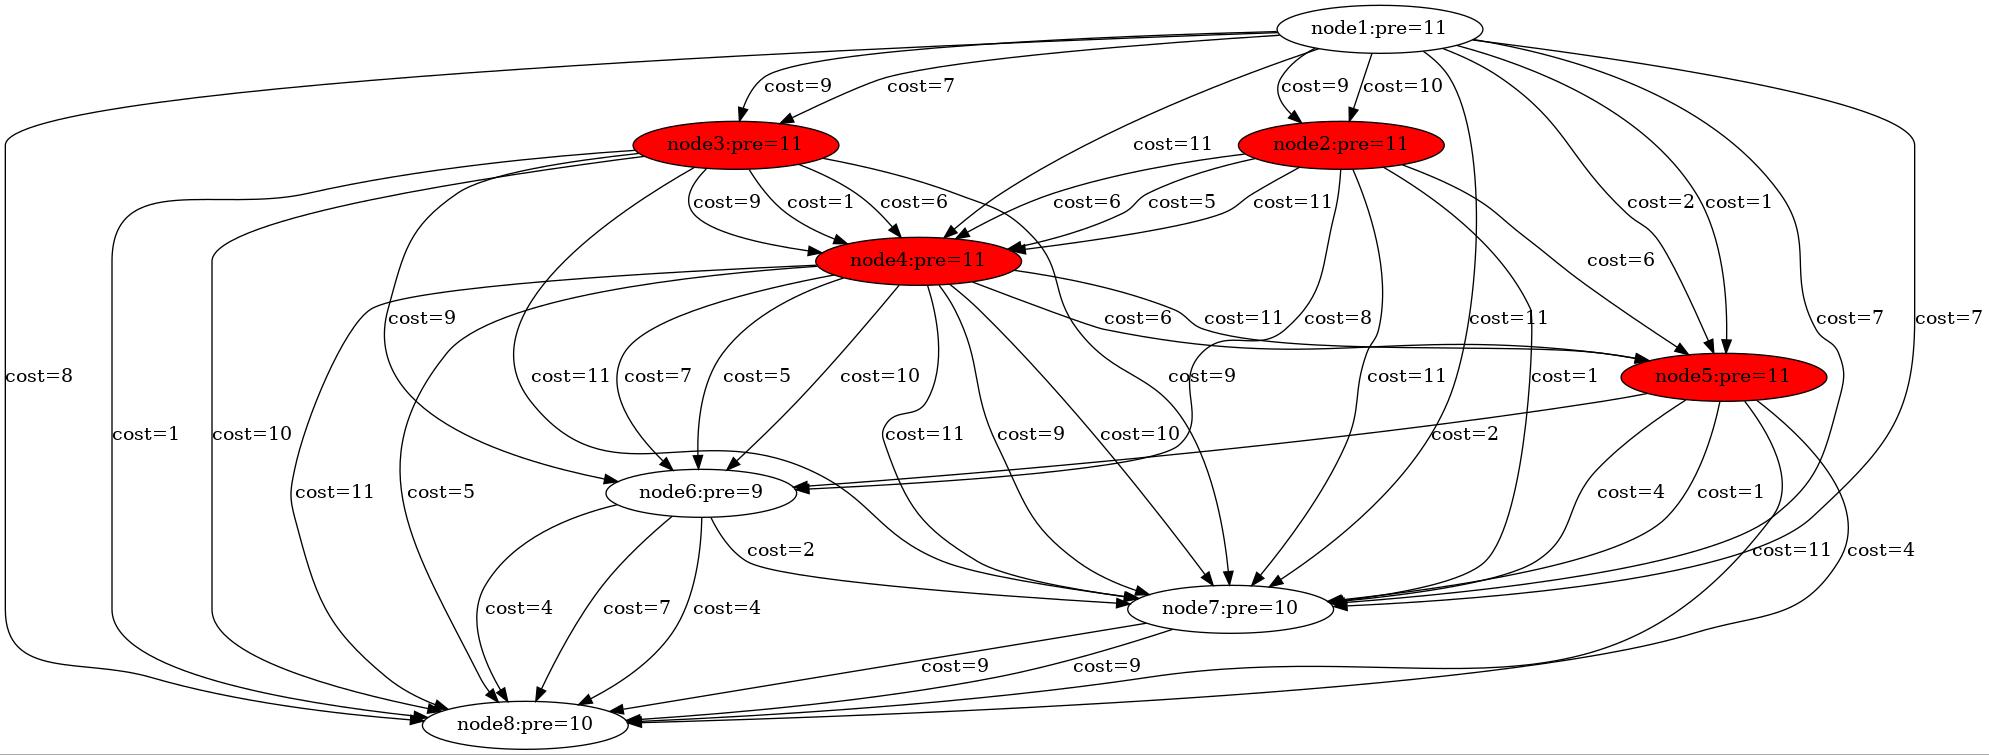 node1:pre=11
cost=9
cost=7
cost=9
cost=10
node3:pre=11
cost=11
node2:pre=11
cost=9
cost=1
cost=6
cost=6
cost=5
cost=11
cost=2
cost=1
node4:pre=11
cost=6
cost=9
cost=6
cost=11
cost=8
cost=11
cost=7
cost=7
cost=8
cost=11
cost=7
cost=5
cost=10
cost=9
cost=11
cost=1
node5:pre=11
cost=1
cost=10
cost=11
cost=9
cost=10
cost=2
cost=11
cost=5
node6:pre=9
cost=4
cost=1
cost=2
cost=11
cost=4
cost=4
cost=7
cost=4
node7:pre=10
cost=9
cost=9
node8:pre=10